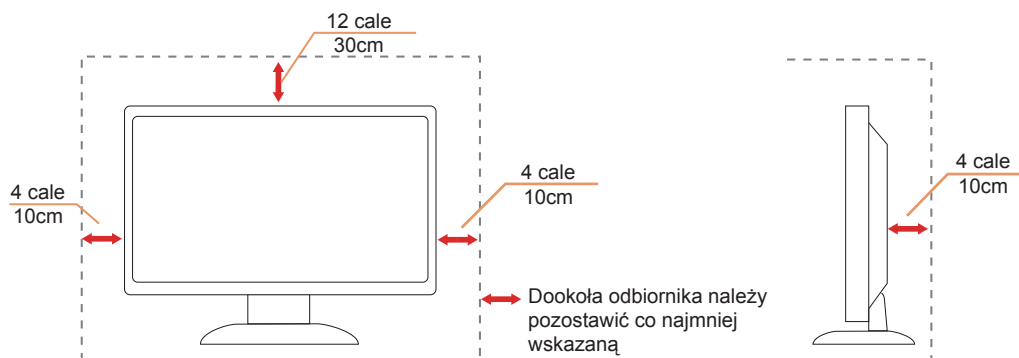 12 cale
30cm
4 cale
10cm
4 cale
10cm
4 cale
10cm
Dookoła odbiornika należy
pozostawić co najmniej
wskazaną